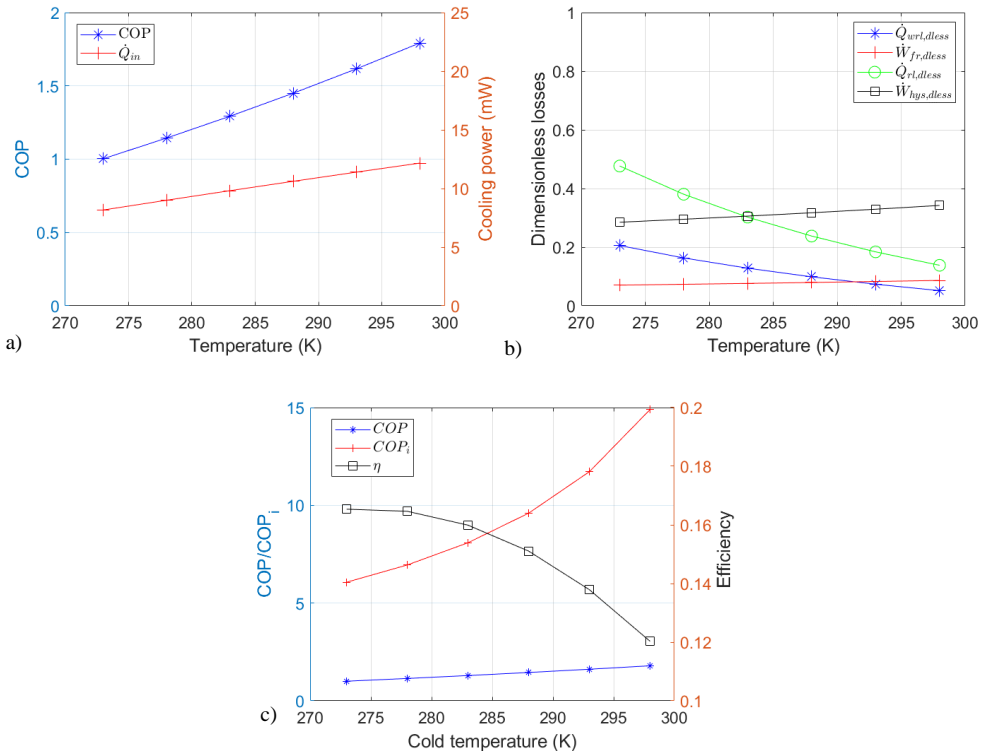 2
1.5
1
0.5
0
COP
COP
Q̇in
25
20
15
10
5
0
Cooling power (mW)
270 275 280 285 290 295 300
Temperature (K)
a)
1
0.8
0.6
0.4
0.2
0
Dimensionless losses
Q̇wrl,dless
Ẇfr,dless
Q̇rl,dless
Ẇhys,dless
270 275 280 285 290 295 300
Temperature (K)
b)
15
10
5
0
COP/COPi
COP
COPi
η
0.2
0.18
0.16
0.14
0.12
0.1
Efficiency
270 275 280 285 290 295 300
Cold temperature (K)
c)